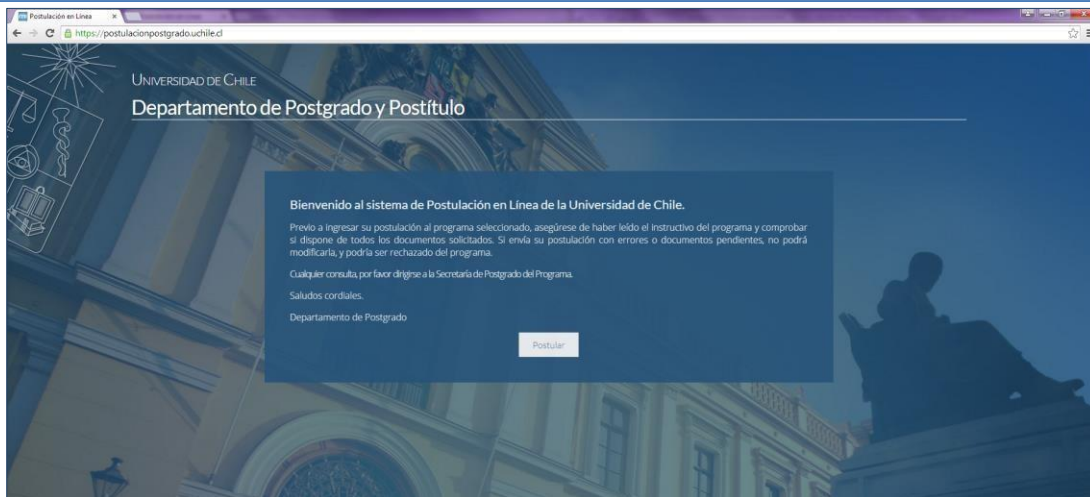 Postulación en Línea
https://postulacionpostgrado.uchile.cl
UNIVERSIDAD DE CHILE
Departamento de Postgrado y Postítulo
Bienvenido al sistema de Postulación en Línea de la Universidad de Chile.
Previo a ingresar su postulación al programa seleccionado, asegúrese de haber leído el instructivo del programa y comprobar
si dispone de todos los documentos solicitados. Si envía su postulación con errores o documentos pendientes, no podrá
modificarla, y podría ser rechazado del programa.
Cualquier consulta, por favor dirigirse a la Secretaría de Postgrado del Programa.
Saludos cordiales.
Departamento de Postgrado
Postular